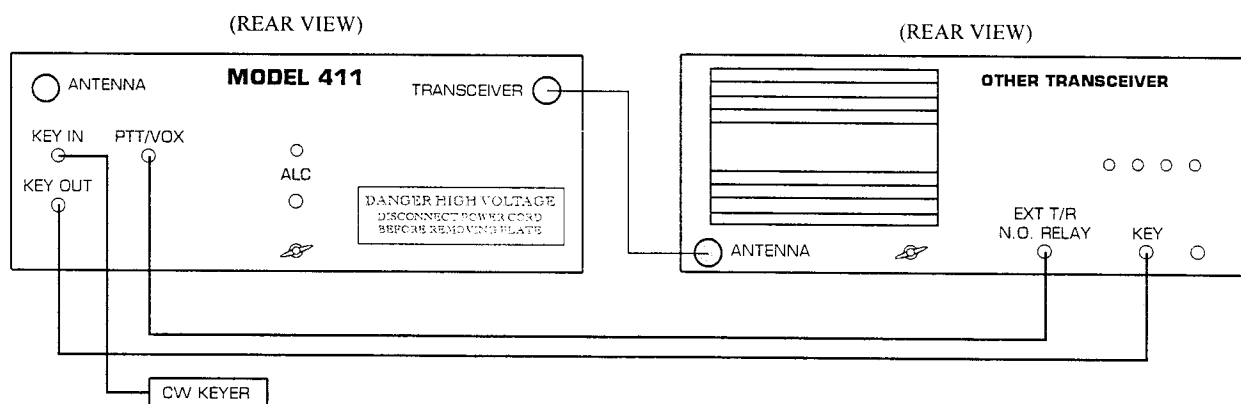 (REAR VIEW)
(REAR VIEW)
ANTENNA
MODEL 411
TRANSCEIVER
KEY IN
PTT/VOX
KEY OUT
ALC
DANGER HIGH VOLTAGE
DISCONNECT POWER CORD
BEFORE REMOVING PLATE
OTHER TRANSCEIVER
EXT T/R
N.O. RELAY
KEY
ANTENNA
CW KEYER